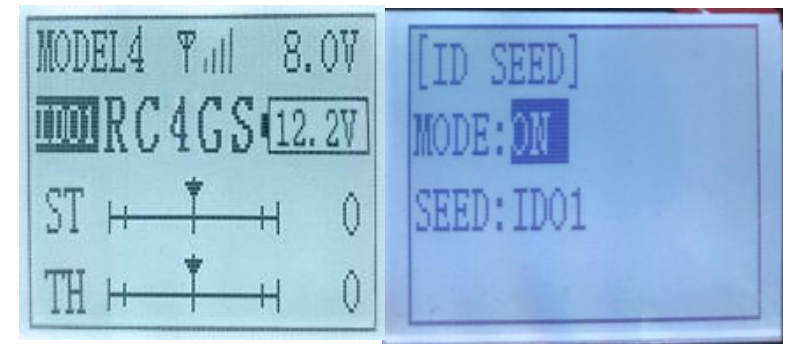 MODEL4 8.0V
ID01 RC4GS 12.2V
ST 0
TH 0
[ID SEED]
MODE:ON
SEED:ID01